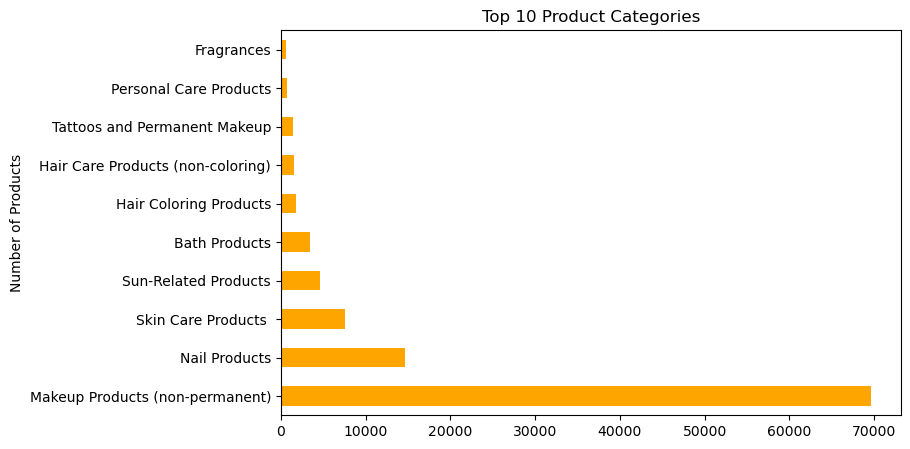 Top 10 Product Categories
Number of Products
Fragrances
Personal Care Products
Tattoos and Permanent Makeup
Hair Care Products (non-coloring)
Hair Coloring Products
Bath Products
Sun-Related Products
Skin Care Products
Nail Products
Makeup Products (non-permanent)
0 10000 20000 30000 40000 50000 60000 70000